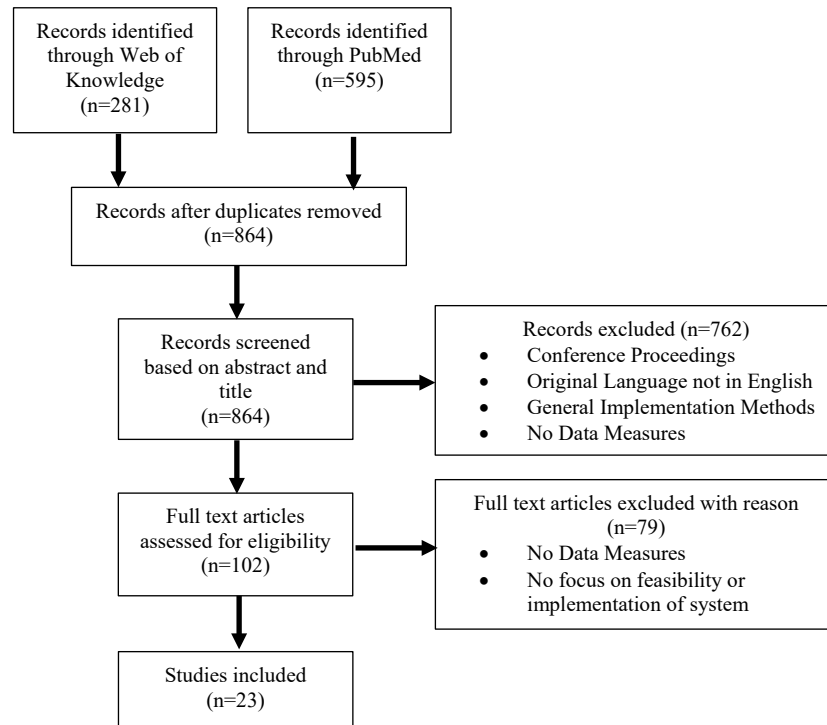 Records identified
through Web of
Knowledge
(n=281)
Records identified
through PubMed
(n=595)
Records after duplicates removed
(n=864)
Records screened
based on abstract and
title
(n=864)
Records excluded (n=762)
• Conference Proceedings
• Original Language not in English
• General Implementation Methods
• No Data Measures
Full text articles
assessed for eligibility
(n=102)
Full text articles excluded with reason
(n=79)
• No Data Measures
• No focus on feasibility or
implementation of system
Studies included
(n=23)